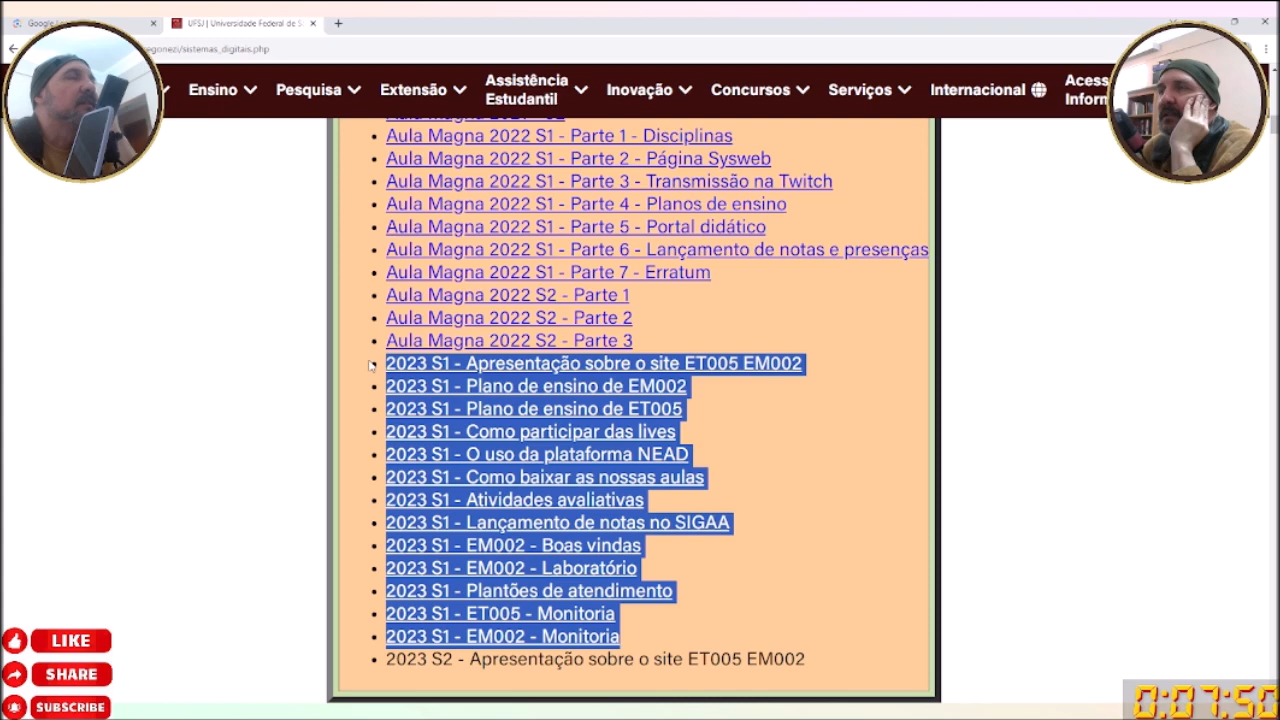 Google
UFSJ | Universidade Federal de S
egonezi/sistemas_digitais.php
Ensino
Pesquisa
Extensão
Assistência
Estudantil
Inovação
Concursos
Serviços
Internacional
Aula Magna 2022 S1 - Parte 1 - Disciplinas
Aula Magna 2022 S1 - Parte 2 - Página Sysweb
Aula Magna 2022 S1 - Parte 3 - Transmissão na Twitch
Aula Magna 2022 S1 - Parte 4 - Planos de ensino
Aula Magna 2022 S1 - Parte 5 - Portal didático
Aula Magna 2022 S1 - Parte 6 - Lançamento de notas e presenças
Aula Magna 2022 S1 - Parte 7 - Erratum
Aula Magna 2022 S2 - Parte 1
Aula Magna 2022 S2 - Parte 2
Aula Magna 2022 S2 - Parte 3
2023 S1 - Apresentação sobre o site ET005 EM002
2023 S1 - Plano de ensino de EM002
2023 S1 - Plano de ensino de ET005
2023 S1 - Como participar das lives
2023 S1 - O uso da plataforma NEAD
2023 S1 - Como baixar as nossas aulas
2023 S1 - Atividades avaliativas
2023 S1 - Lançamento de notas no SIGAA
2023 S1 - EM002 - Boas vindas
2023 S1 - EM002 - Laboratório
2023 S1 - Plantões de atendimento
2023 S1 - ET005 - Monitoria
2023 S1 - EM002 - Monitoria
2023 S2 - Apresentação sobre o site ET005 EM002
LIKE
SHARE
SUBSCRIBE
0:07:50